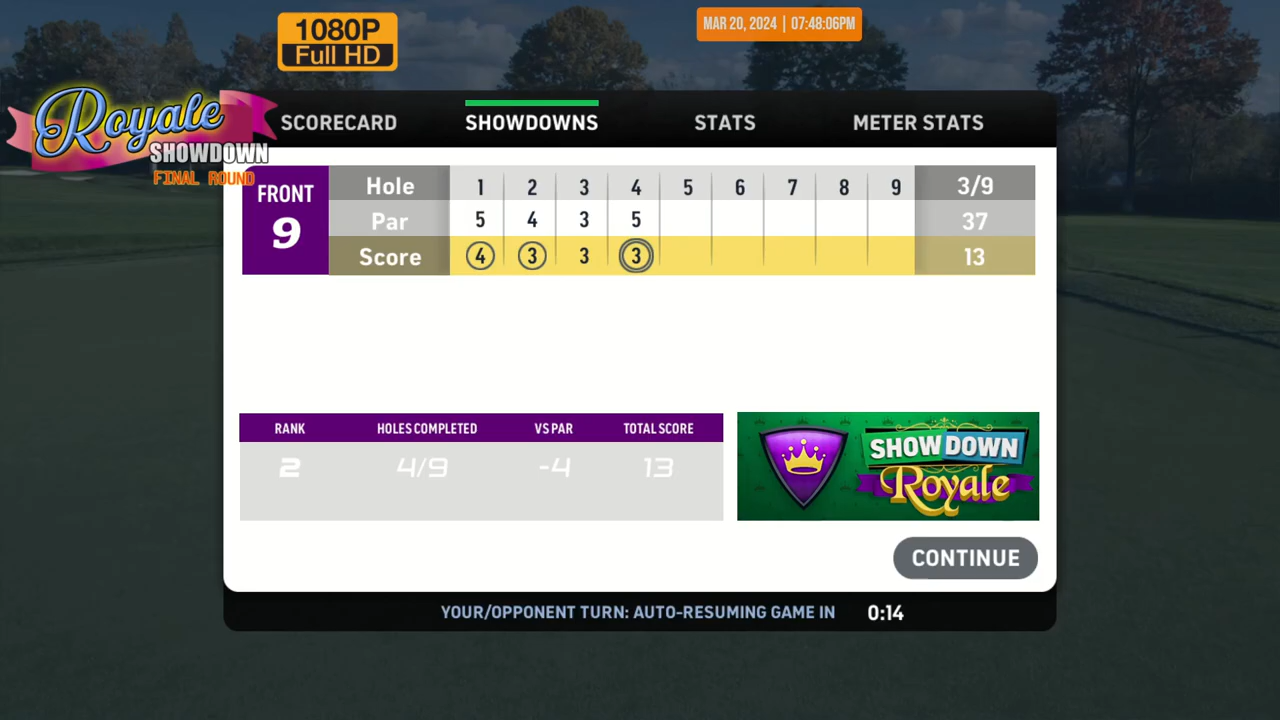 1080P
Full HD
MAR 20, 2024 | 07:48:06PM
Royale
SHOWDOWN
FINAL ROUND
SCORECARD SHOWDOWNS STATS METER STATS
FRONT
9
Hole 1 2 3 4 5 6 7 8 9 3/9
Par 5 4 3 5 37
Score 4 3 3 3 13
RANK HOLES COMPLETED VS PAR TOTAL SCORE
2 4/9 -4 13
SHOWDOWN
Royale
CONTINUE
YOUR/OPPONENT TURN: AUTO-RESUMING GAME IN 0:14